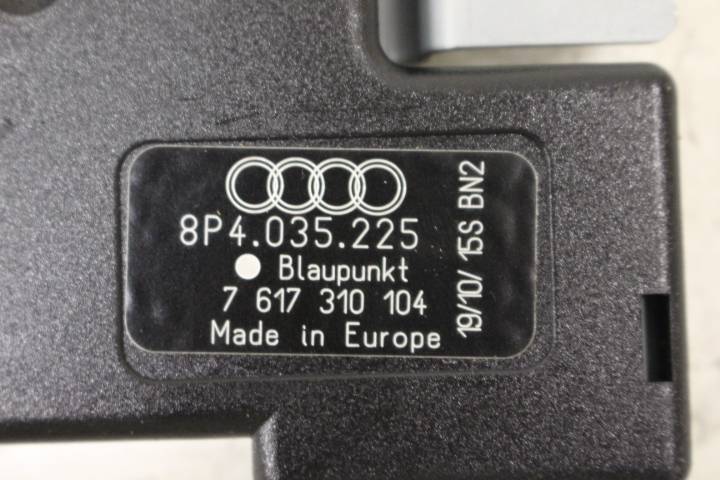 8P4.035.225
Blaupunkt
7 617 310 104
Made in Europe
19/10/ 15S BN2